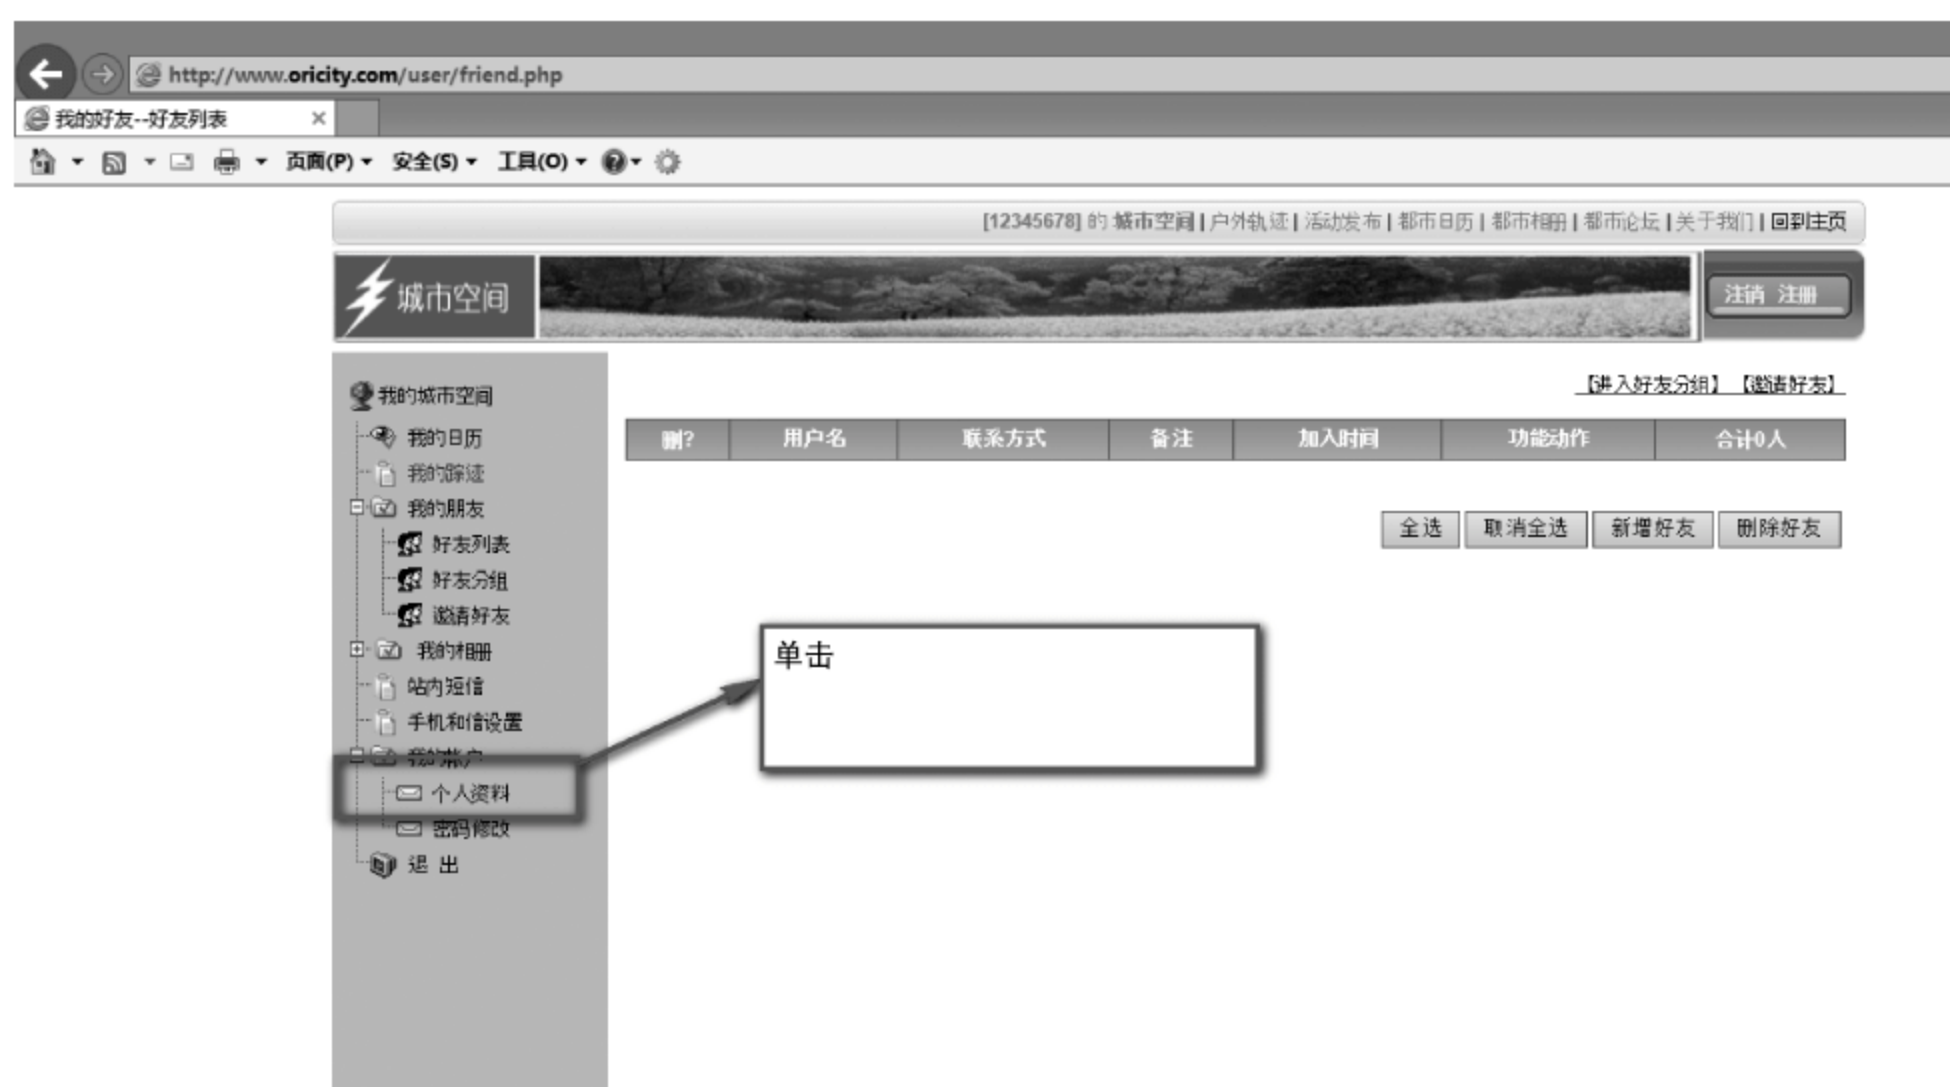 http://www.oricity.com/user/friend.php
我的好友--好友列表 ×
页面(P) 安全(S) 工具(O)
[12345678] 的 城市空间 | 户外轨迹 | 活动发布 | 都市日历 | 都市相册 | 都市论坛 | 关于我们 | 回到主页
城市空间
注销 注册
我的城市空间
【进入好友分组】 【邀请好友】
我的日历
删? 用户名 联系方式 备注 加入时间 功能动作 合计0人
我的踪迹
我的朋友
全选 取消全选 新增好友 删除好友
好友列表
好友分组
邀请好友
我的相册
单击
站内短信
手机和信设置
我的帐户
个人资料
密码修改
退 出